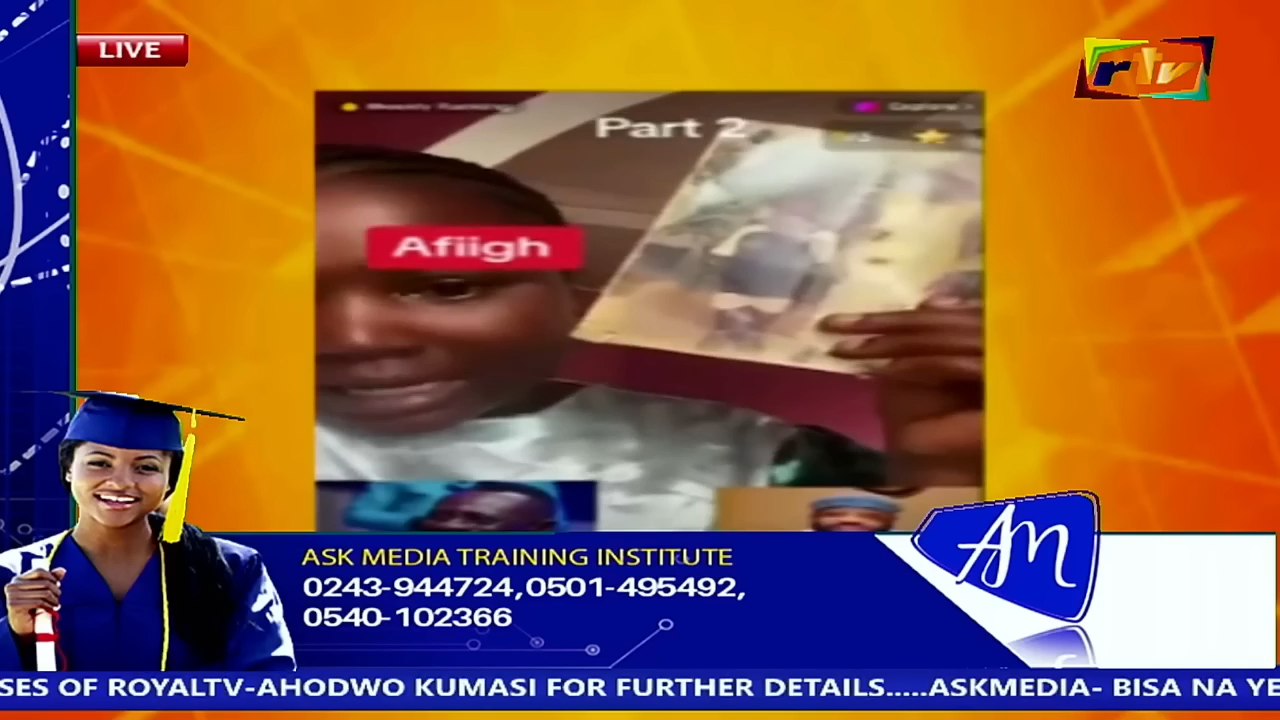 LIVE
rtv
Part 2
Afiigh
AM
ASK MEDIA TRAINING INSTITUTE
0243-944724,0501-495492,
0540-102366
SES OF ROYALTV-AHODWO KUMASI FOR FURTHER DETAILS.....ASKMEDIA- BISA NA YE